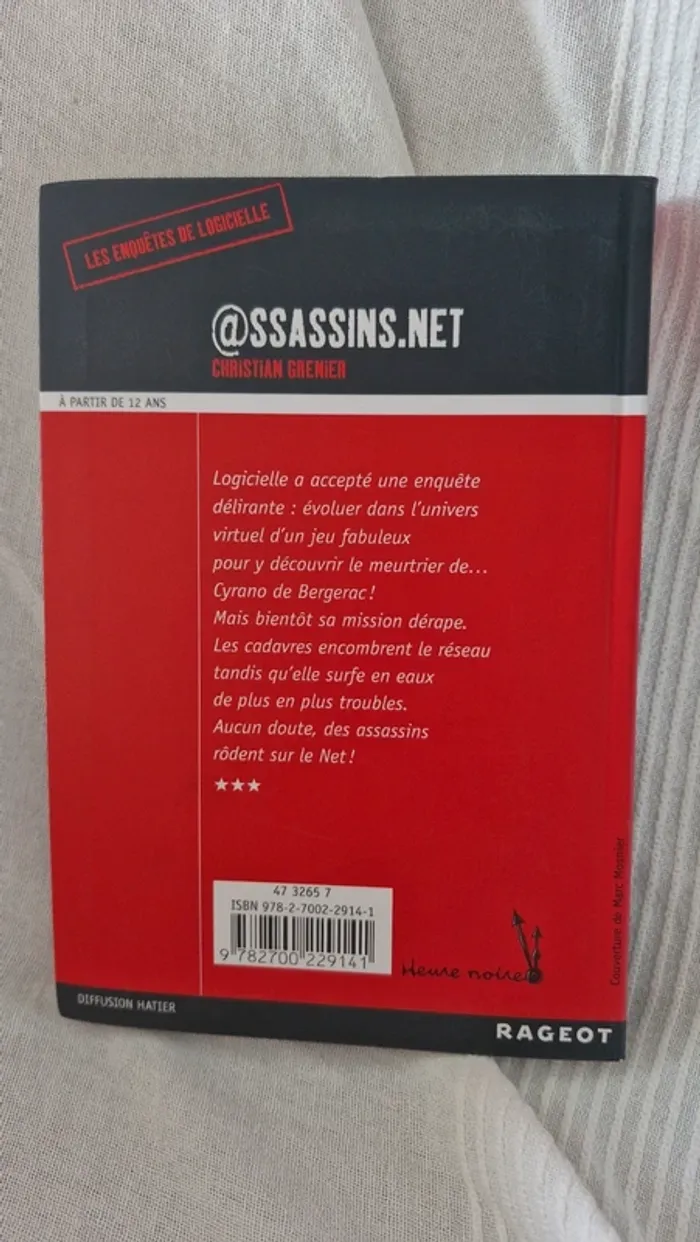 LES ENQUÊTES DE LOGICIELLE
@SSASSINS.NET
CHRISTIAN GRENIER
À PARTIR DE 12 ANS
Logicielle a accepté une enquête
délirante : évoluer dans l'univers
virtuel d'un jeu fabuleux
pour y découvrir le meurtrier de...
Cyrano de Bergerac !
Mais bientôt sa mission dérape.
Les cadavres encombrent le réseau
tandis qu'elle surfe en eaux
de plus en plus troubles.
Aucun doute, des assassins
rôdent sur le Net !
★★★
47 3265 7
ISBN 978-2-7002-2914-1
9 782700 229141
Heure noire
Couverture de Marc Mosnier
DIFFUSION HATIER
RAGEOT